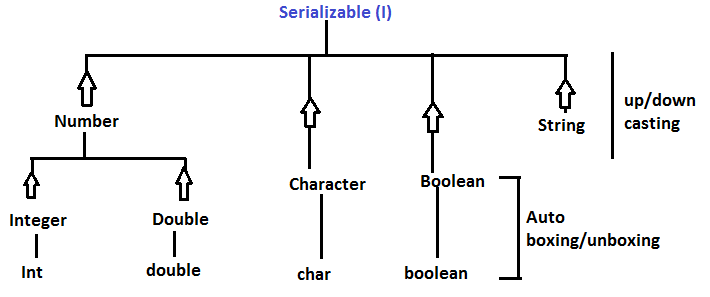 Serializable (I)
Number
String
up/down
casting
Character
Boolean
Integer
Double
Auto
boxing/unboxing
Int
double
char
boolean